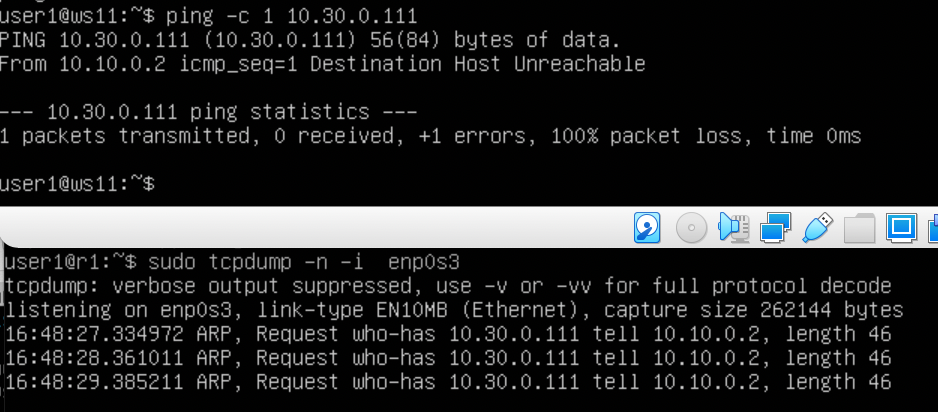 user1@ws11:~$ ping -c 1 10.30.0.111
PING 10.30.0.111 (10.30.0.111) 56(84) bytes of data.
From 10.10.0.2 icmp_seq=1 Destination Host Unreachable
--- 10.30.0.111 ping statistics ---
1 packets transmitted, 0 received, +1 errors, 100% packet loss, time 0ms
user1@ws11:~$
user1@r1:~$ sudo tcpdump -n -i  enp0s3
tcpdump: verbose output suppressed, use -v or -vv for full protocol decode
listening on enp0s3, link-type EN10MB (Ethernet), capture size 262144 bytes
16:48:27.334972 ARP, Request who-has 10.30.0.111 tell 10.10.0.2, length 46
16:48:28.361011 ARP, Request who-has 10.30.0.111 tell 10.10.0.2, length 46
16:48:29.385211 ARP, Request who-has 10.30.0.111 tell 10.10.0.2, length 46